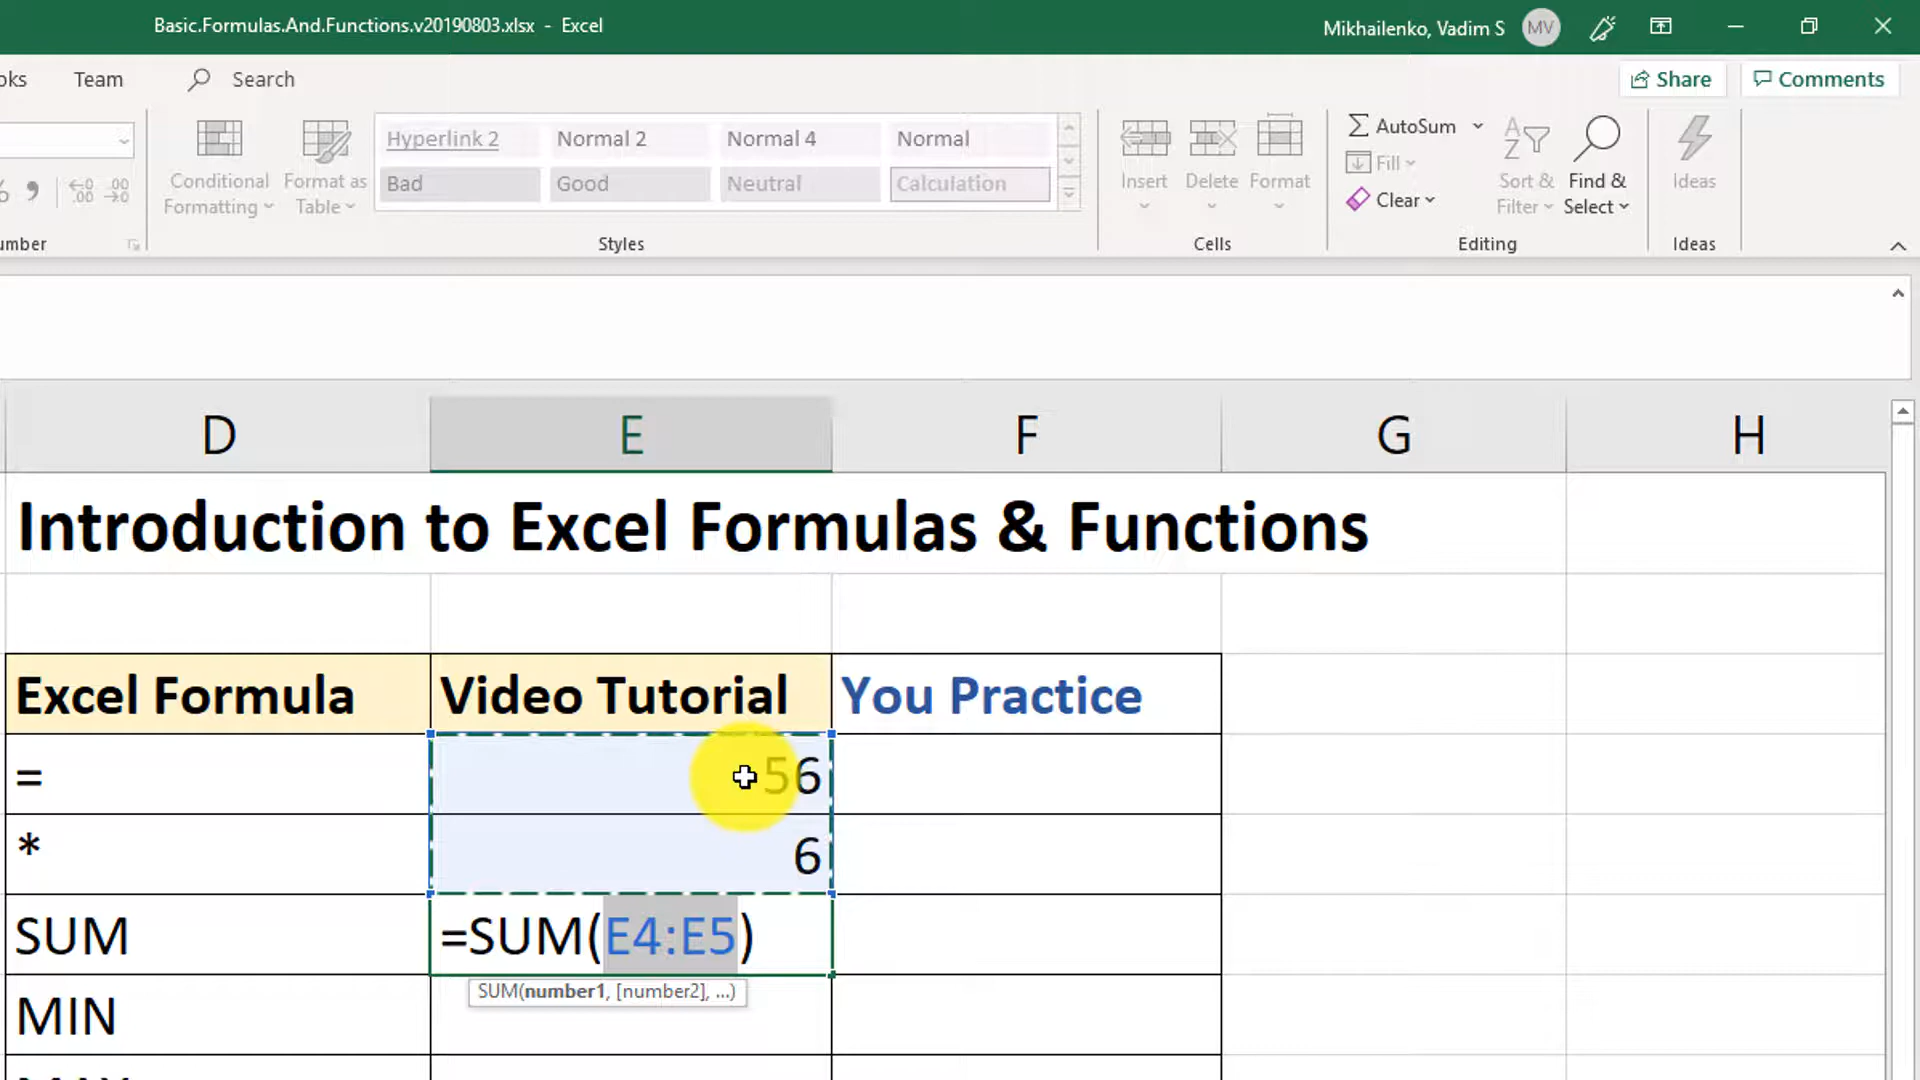 Basic.Formulas.And.Functions.v20190803.xlsx - Excel
Mikhailenko, Vadim S MV
Team Search
Share Comments
Conditional Formatting
Format as Table
Hyperlink 2 Normal 2 Normal 4 Normal
Bad Good Neutral Calculation
Styles
Insert Delete Format
Cells
AutoSum
Fill
Clear
Sort & Filter
Find & Select
Editing
Ideas
Ideas
D E F G H
Introduction to Excel Formulas & Functions
Excel Formula Video Tutorial You Practice
= 56
* 6
SUM =SUM(E4:E5)
SUM(number1, [number2], ...)
MIN